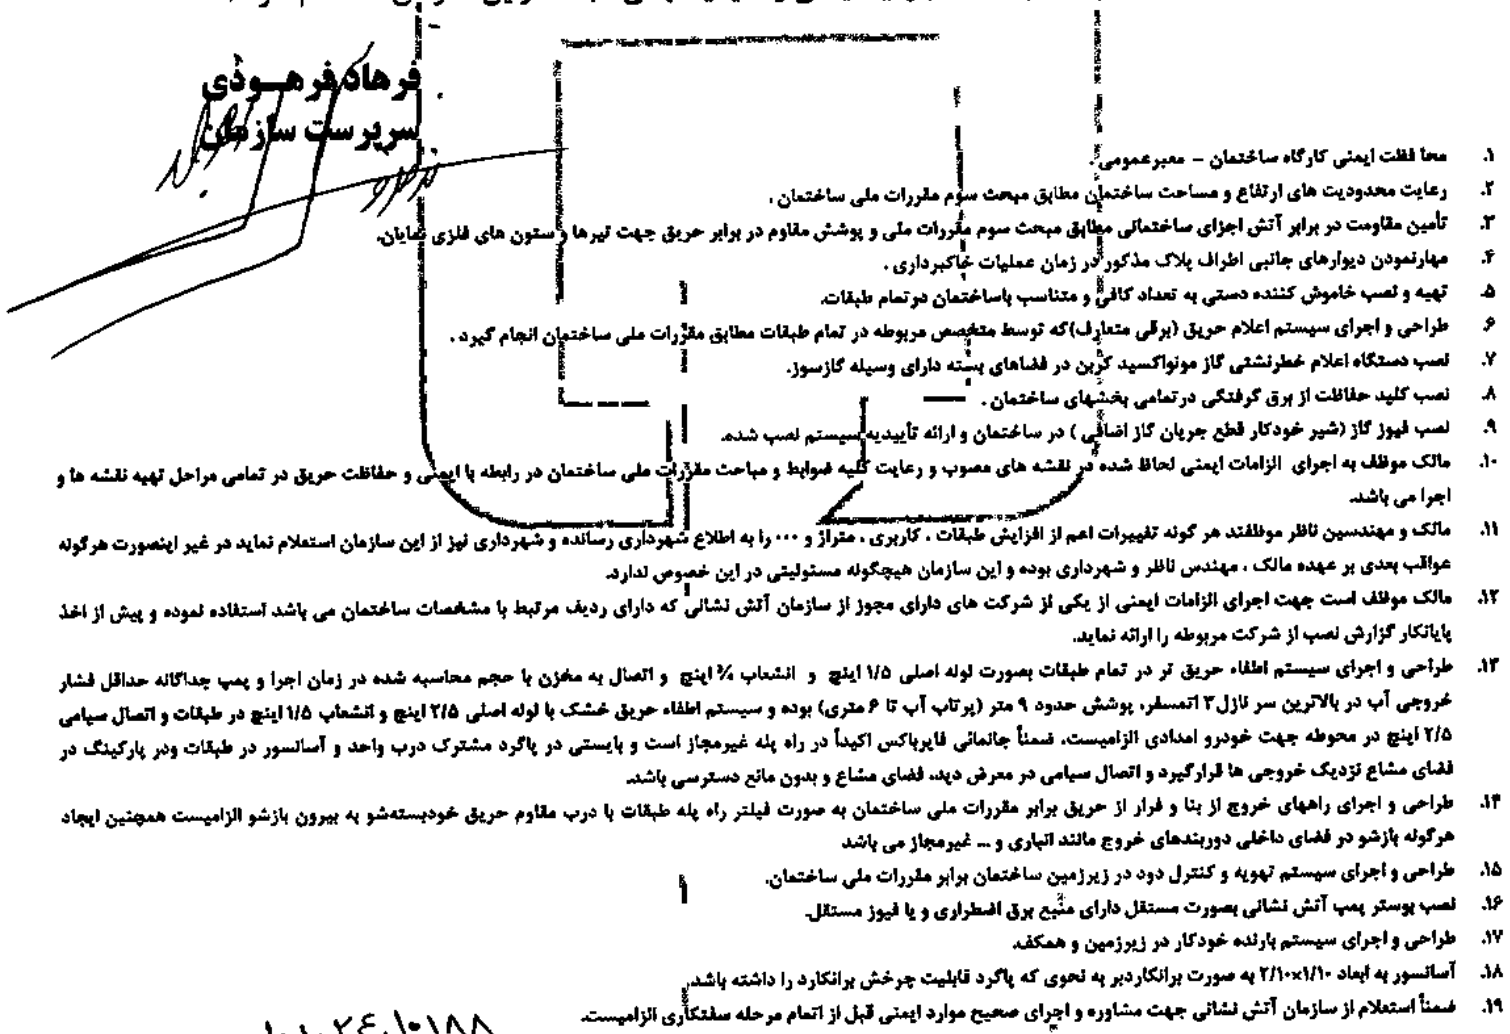 فرهاد فرهـــوذی
سرپرست سازمان
۱. محا فظت ایمنی کارگاه ساختمان – معبرعمومی .
۲. رعایت محدودیت های ارتفاع و مساحت ساختمان مطابق مبحث سوم مقررات ملی ساختمان .
۳. تأمین مقاومت در برابر آتش اجزای ساختمانی مطابق مبحث سوم مقررات ملی و پوشش مقاوم در برابر حریق جهت تیرها و ستون های فلزی نمایان.
۴. مهارنمودن دیوارهای جانبی اطراف پلاک مذکور در زمان عملیات خاکبرداری .
۵. تهیه و نصب خاموش کننده دستی به تعداد کافی و متناسب باساختمان درتمام طبقات.
۶. طراحی و اجرای سیستم اعلام حریق (برقی متعارف)که توسط متخصص مربوطه در تمام طبقات مطابق مقررات ملی ساختمان انجام گیرد .
۷. نصب دستگاه اعلام خطرنشتی گاز مونواکسید کربن در فضاهای بسته دارای وسیله گازسوز.
۸. نصب کلید حفاظت از برق گرفتگی درتمامی بخشهای ساختمان .
۹. نصب فیوز گاز (شیر خودکار قطع جریان گاز اضافی ) در ساختمان و ارائه تأییدیه سیستم نصب شده.
۱۰. مالک موظف به اجرای الزامات ایمنی لحاظ شده در نقشه های مصوب و رعایت کلیه ضوابط و مباحث مقررات ملی ساختمان در رابطه با ایمنی و حفاظت حریق در تمامی مراحل تهیه نقشه ها و
اجرا می باشد.
۱۱. مالک و مهندسین ناظر موظفند هر گونه تغییرات اعم از افزایش طبقات ، کاربری ، متراژ و ... را به اطلاع شهرداری رسانده و شهرداری نیز از این سازمان استعلام نماید در غیر اینصورت هرگونه
عواقب بعدی بر عهده مالک ، مهندس ناظر و شهرداری بوده و این سازمان هیچگونه مسئولیتی در این خصوص ندارد.
۱۲. مالک موظف است جهت اجرای الزامات ایمنی از یکی از شرکت های دارای مجوز از سازمان آتش نشانی که دارای ردیف مرتبط با مشخصات ساختمان می باشد استفاده نموده و پیش از اخذ
پایانکار گزارش نصب از شرکت مربوطه را ارائه نماید.
۱۳. طراحی و اجرای سیستم اطفاء حریق تر در تمام طبقات بصورت لوله اصلی ۱/۵ اینچ و انشعاب ¾ اینچ و اتصال به مخزن با حجم محاسبه شده در زمان اجرا و پمپ جداگانه حداقل فشار
خروجی آب در بالاترین سر نازل۳ اتمسفر، پوشش حدود ۹ متر (پرتاب آب تا ۶ متری) بوده و سیستم اطفاء حریق خشک با لوله اصلی ۲/۵ اینچ و انشعاب ۱/۵ اینچ در طبقات و اتصال سیامی
۲/۵ اینچ در محوطه جهت خودرو امدادی الزامیست، ضمناً جانمائی فایرباکس اکیداً در راه پله غیرمجاز است و بایستی در پاگرد مشترک درب واحد و آسانسور در طبقات ودر پارکینگ در
فضای مشاع نزدیک خروجی ها قرارگیرد و اتصال سیامی در معرض دید، فضای مشاع و بدون مانع دسترسی باشد.
۱۴. طراحی و اجرای راههای خروج از بنا و فرار از حریق برابر مقررات ملی ساختمان به صورت فیلتر راه پله طبقات با درب مقاوم حریق خودبسته‌شو به بیرون بازشو الزامیست همچنین ایجاد
هرگونه بازشو در فضای داخلی دوربندهای خروج مانند انباری و ... غیرمجاز می باشد
۱۵. طراحی و اجرای سیستم تهویه و کنترل دود در زیرزمین ساختمان برابر مقررات ملی ساختمان.
۱۶. نصب بوستر پمپ آتش نشانی بصورت مستقل دارای منبع برق اضطراری و یا فیوز مستقل.
۱۷. طراحی و اجرای سیستم بارنده خودکار در زیرزمین و همکف.
۱۸. آسانسور به ابعاد ۲/۱۰×۱/۱۰ به صورت برانکاردبر به نحوی که پاگرد قابلیت چرخش برانکارد را داشته باشد.
۱۹. ضمناً استعلام از سازمان آتش نشانی جهت مشاوره و اجرای صحیح موارد ایمنی قبل از اتمام مرحله سفتکاری الزامیست.